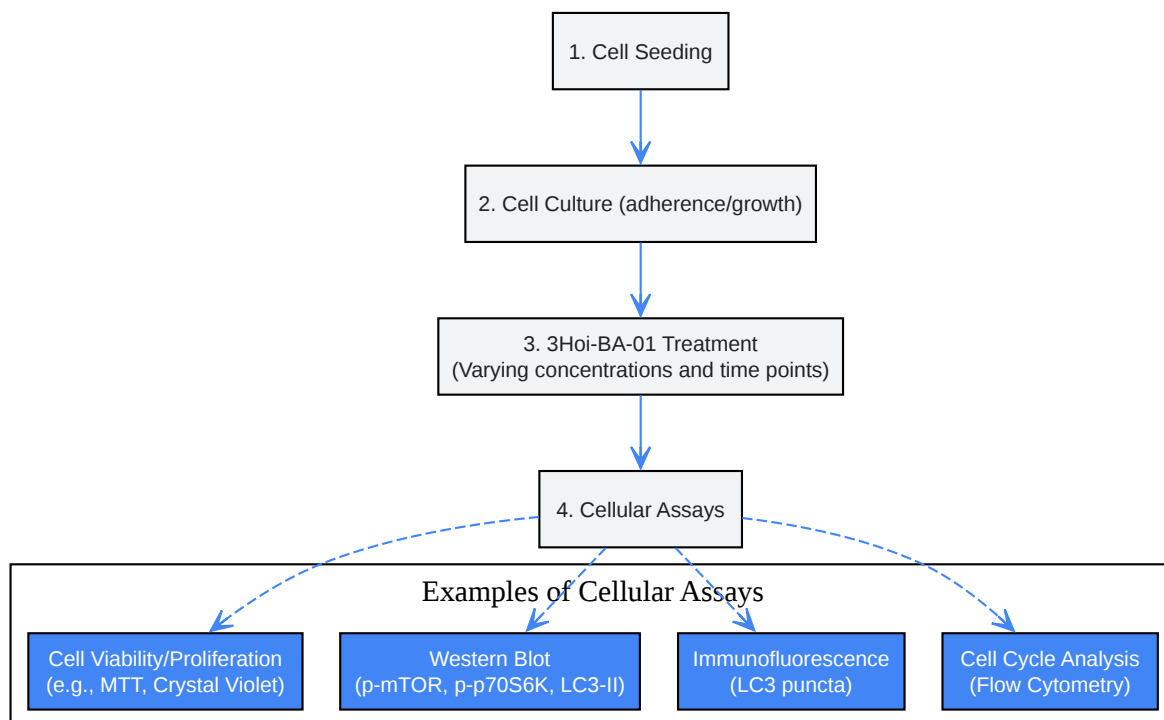 1. Cell Seeding
2. Cell Culture (adherence/growth)
3. 3Hoi-BA-01 Treatment
(Varying concentrations and time points)
4. Cellular Assays
Examples of Cellular Assays
Cell Viability/Proliferation
(e.g., MTT, Crystal Violet)
Western Blot
(p-mTOR, p-p70S6K, LC3-II)
Immunofluorescence
(LC3 puncta)
Cell Cycle Analysis
(Flow Cytometry)